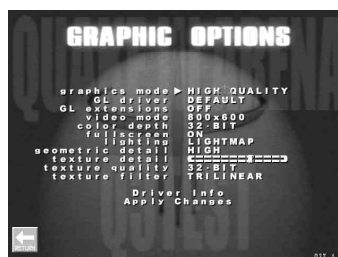 GRAPHIC OPTIONS
graphics mode HIGH QUALITY
GL driver DEFAULT
GL extensions OFF
video mode 800x600
color depth 32-BIT
fullscreen ON
lighting LIGHTMAP
geometric detail HIGH
texture detail
texture quality 32-BIT
texture filter TRILINEAR
Driver Info
Apply Changes
RETURN